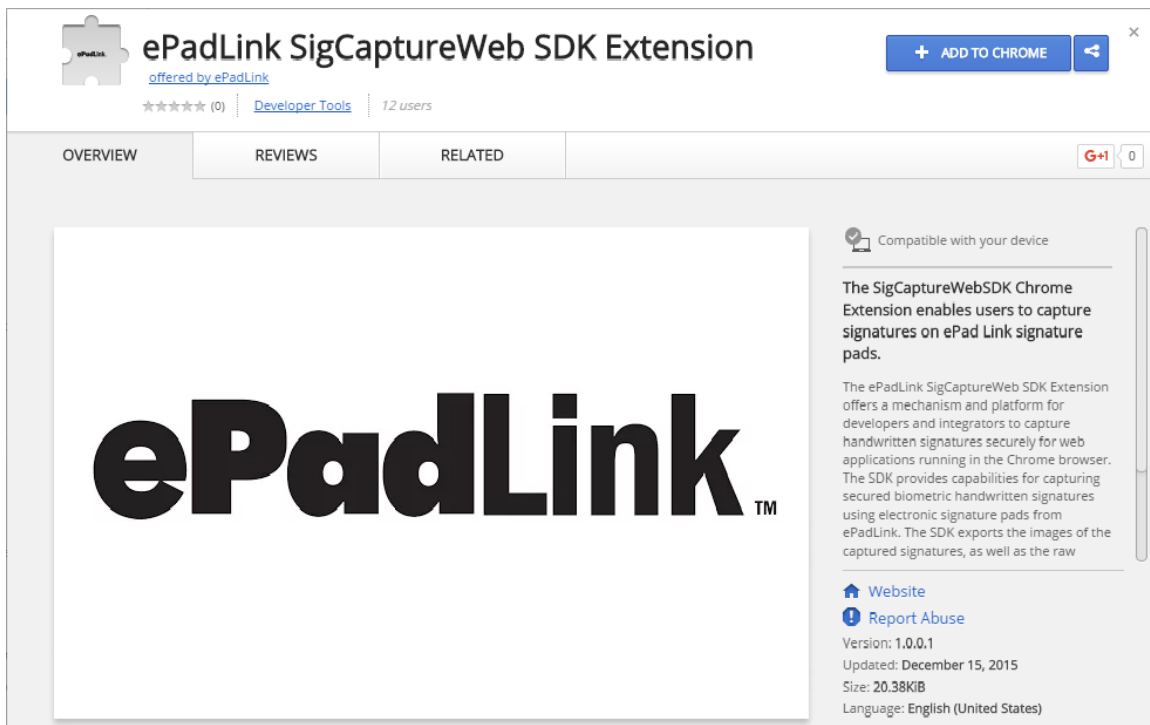 ePadLink
ePadLink SigCaptureWeb SDK Extension
offered by ePadLink
(0)
Developer Tools
12 users
+ ADD TO CHROME
×
OVERVIEW
REVIEWS
RELATED
G+1
0
ePadLink TM
Compatible with your device
The SigCaptureWebSDK Chrome
Extension enables users to capture
signatures on ePad Link signature
pads.
The ePadLink SigCaptureWeb SDK Extension
offers a mechanism and platform for
developers and integrators to capture
handwritten signatures securely for web
applications running in the Chrome browser.
The SDK provides capabilities for capturing
secured biometric handwritten signatures
using electronic signature pads from
ePadLink. The SDK exports the images of the
captured signatures, as well as the raw
Website
Report Abuse
Version: 1.0.0.1
Updated: December 15, 2015
Size: 20.38KiB
Language: English (United States)